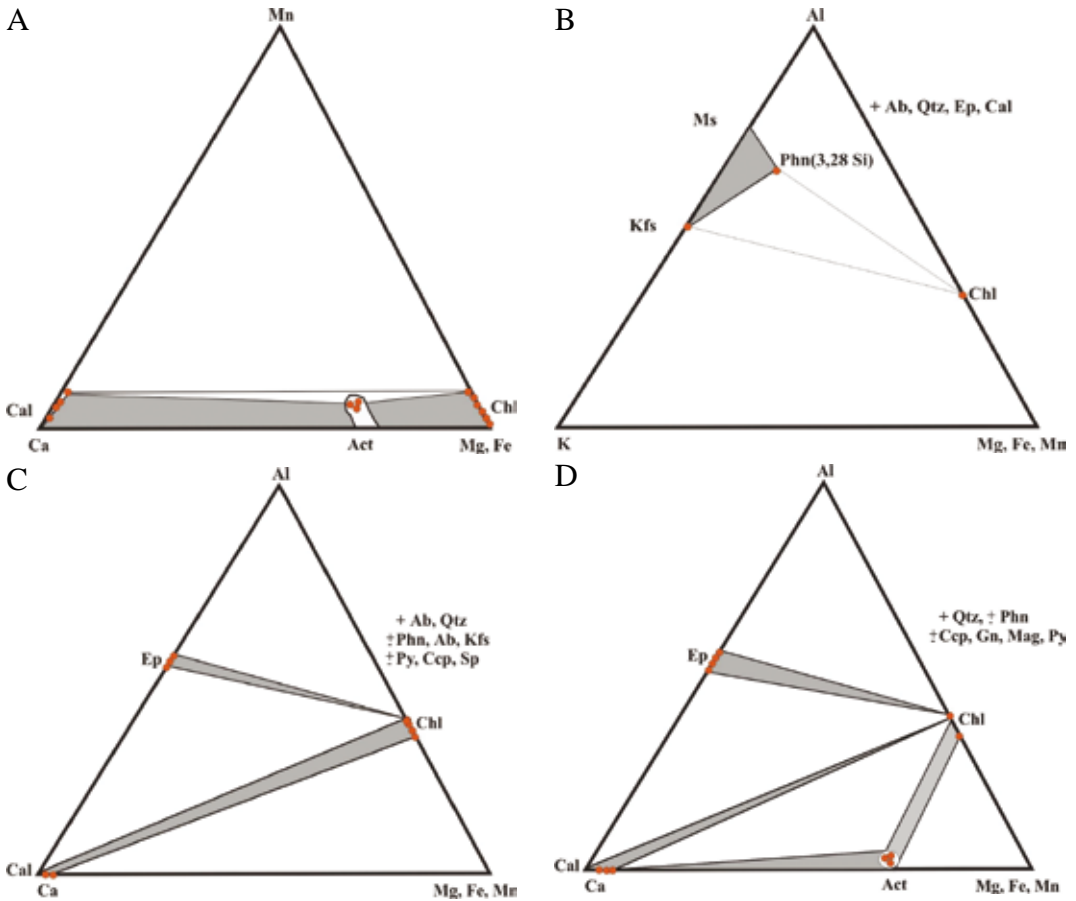 A
Mn
Cal
Chl
Ca
Act
Mg, Fe
B
Al
+ Ab, Qtz, Ep, Cal
Ms
Phn(3,28 Si)
Kfs
Chl
K
Mg, Fe, Mn
C
Al
+ Ab, Qtz
±Phn, Ab, Kfs
±Py, Ccp, Sp
Ep
Chl
Cal
Ca
Mg, Fe, Mn
D
Al
+ Qtz, ± Phn
±Ccp, Gn, Mag, Py
Ep
Chl
Cal
Ca
Act
Mg, Fe, Mn